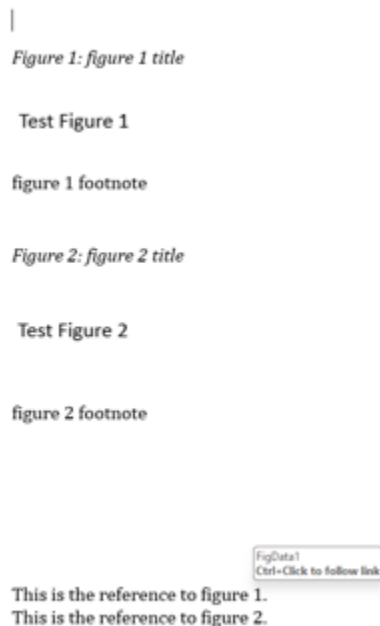 Figure 1: figure 1 title
Test Figure 1
figure 1 footnote
Figure 2: figure 2 title
Test Figure 2
figure 2 footnote
FigData1
Ctrl+Click to follow link
This is the reference to figure 1.
This is the reference to figure 2.